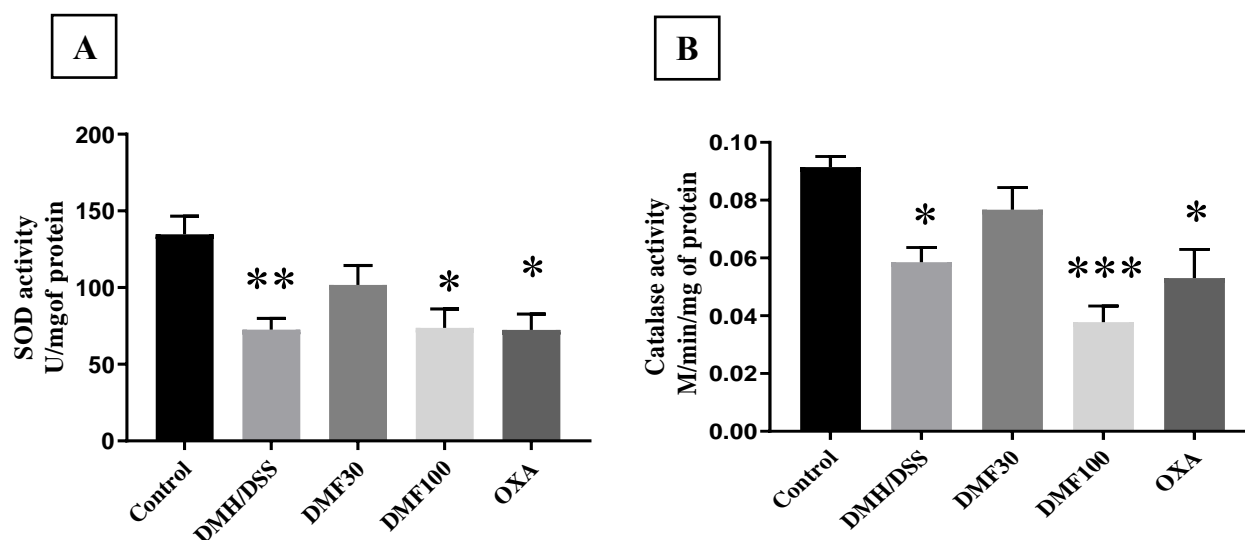 A
SOD activity
U/mgof protein
200
150
100
50
0
**
*
*
Control
DMH/DSS
DMF30
DMF100
OXA
B
Catalase activity
M/min/mg of protein
0.10
0.08
0.06
0.04
0.02
0.00
*
***
*
Control
DMH/DSS
DMF30
DMF100
OXA